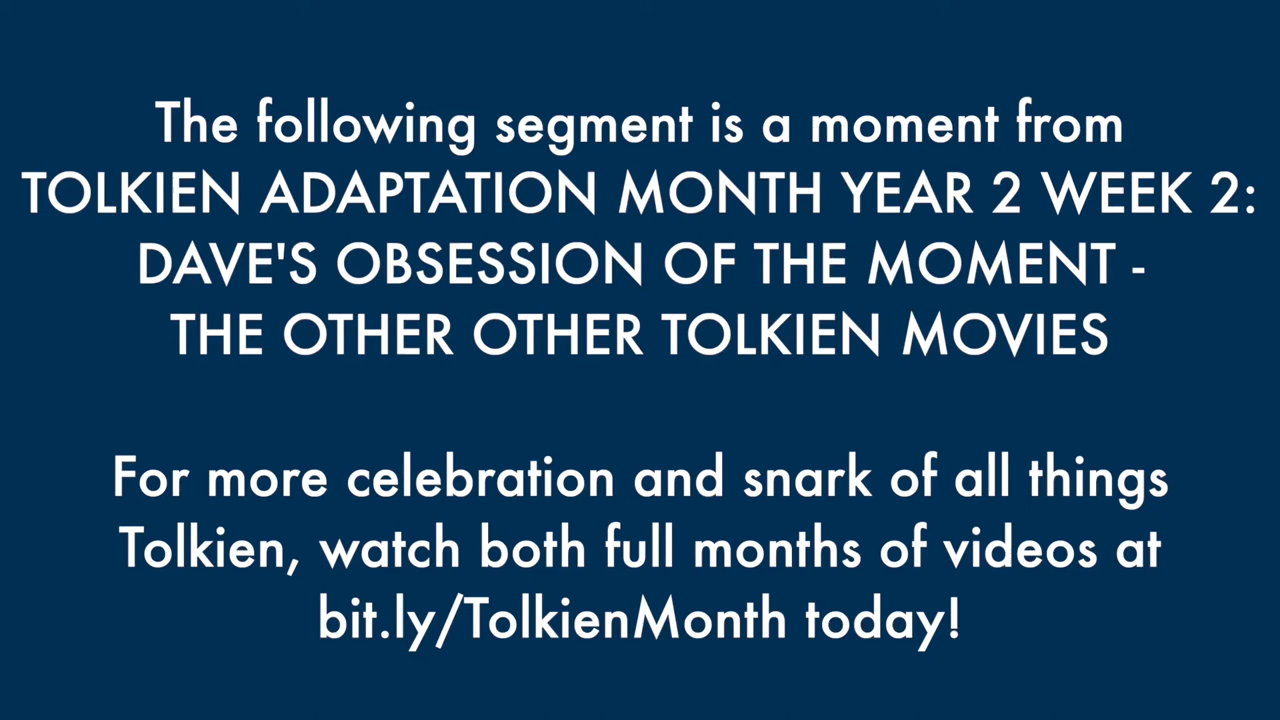 The following segment is a moment from
TOLKIEN ADAPTATION MONTH YEAR 2 WEEK 2:
DAVE'S OBSESSION OF THE MOMENT -
THE OTHER OTHER TOLKIEN MOVIES
For more celebration and snark of all things
Tolkien, watch both full months of videos at
bit.ly/TolkienMonth today!